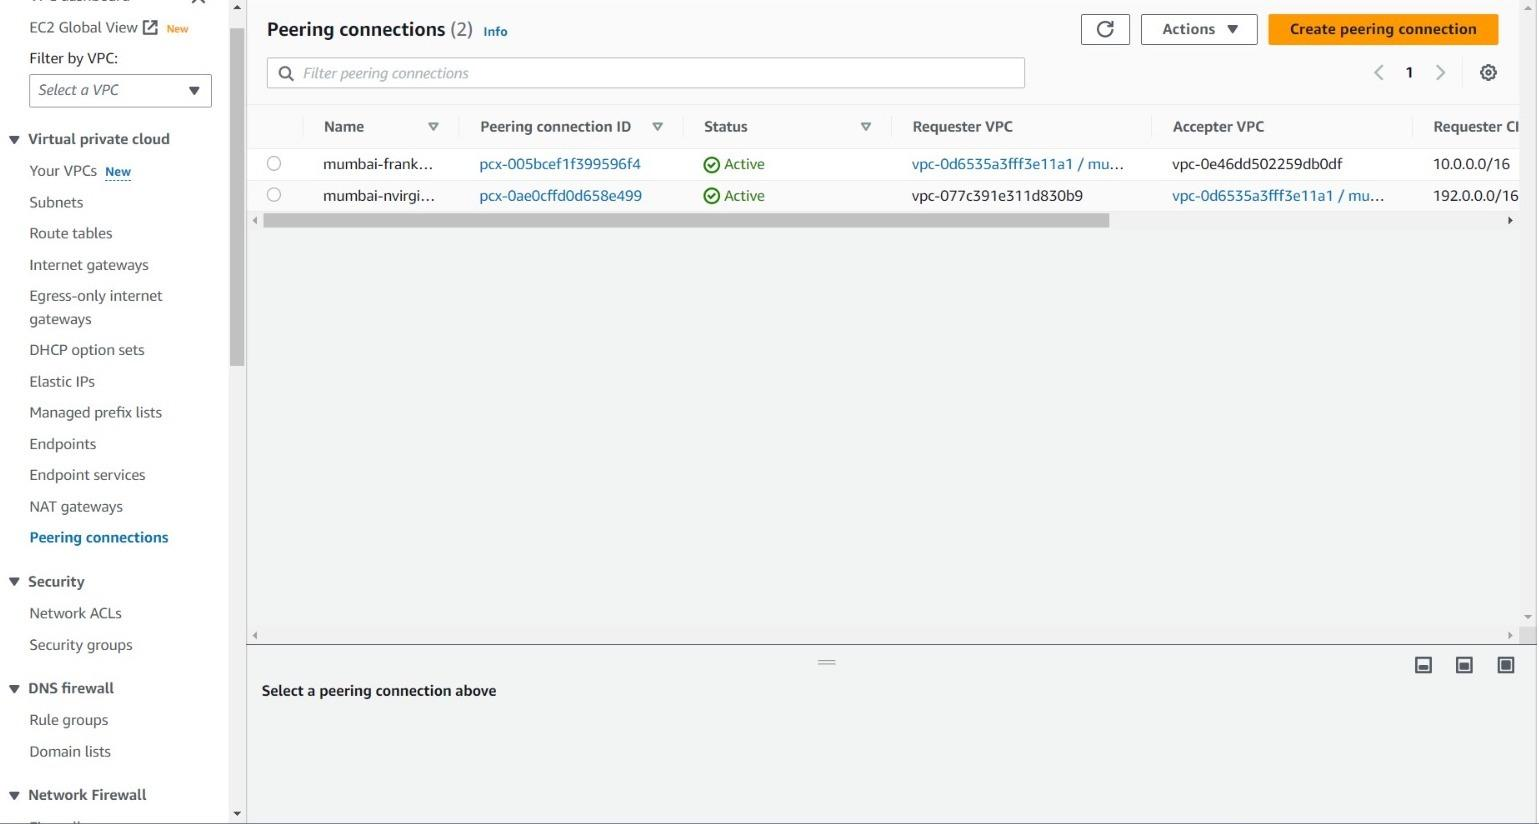 EC2 Global View New
Filter by VPC:
Select a VPC
Virtual private cloud
Your VPCs New
Subnets
Route tables
Internet gateways
Egress-only internet
gateways
DHCP option sets
Elastic IPs
Managed prefix lists
Endpoints
Endpoint services
NAT gateways
Peering connections
Security
Network ACLs
Security groups
DNS firewall
Rule groups
Domain lists
Network Firewall
Peering connections (2) Info
Actions
Create peering connection
Filter peering connections
1
Name Peering connection ID Status Requester VPC Accepter VPC Requester CI
mumbai-frank... pcx-005bcef1f399596f4 Active vpc-0d6535a3fff3e11a1 / mu... vpc-0e46dd502259db0df 10.0.0.0/16
mumbai-nvirgi... pcx-0ae0cffd0d658e499 Active vpc-077c391e311d830b9 vpc-0d6535a3fff3e11a1 / mu... 192.0.0.0/16
Select a peering connection above